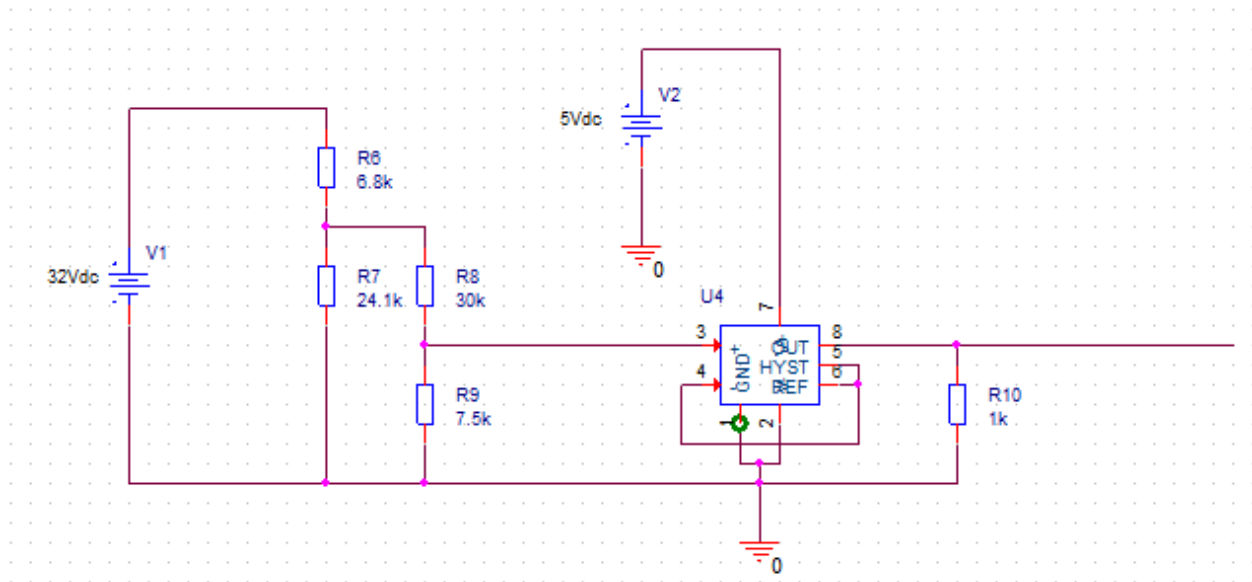 V2
5Vdc
0
V1
32Vdc
R6
6.8k
R7
24.1k
R8
30k
R9
7.5k
U4
7
3
4
+
-
GND
OUT
HYST
REF
8
5
6
1
2
R10
1k
0